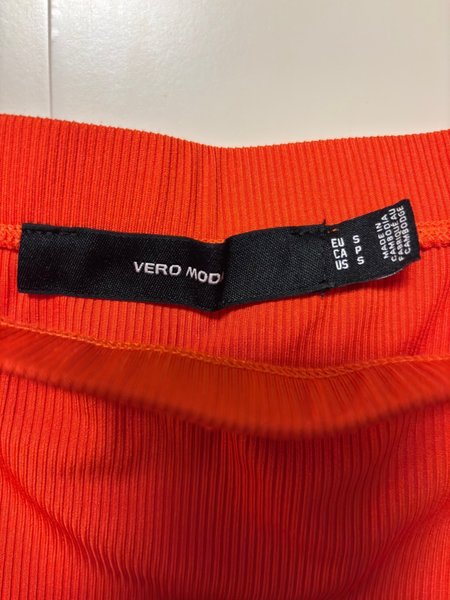 VERO MOD
EU S
CA P
US S
MADE IN
CAMBODIA
FABRIQUÉ AU
CAMBODGE